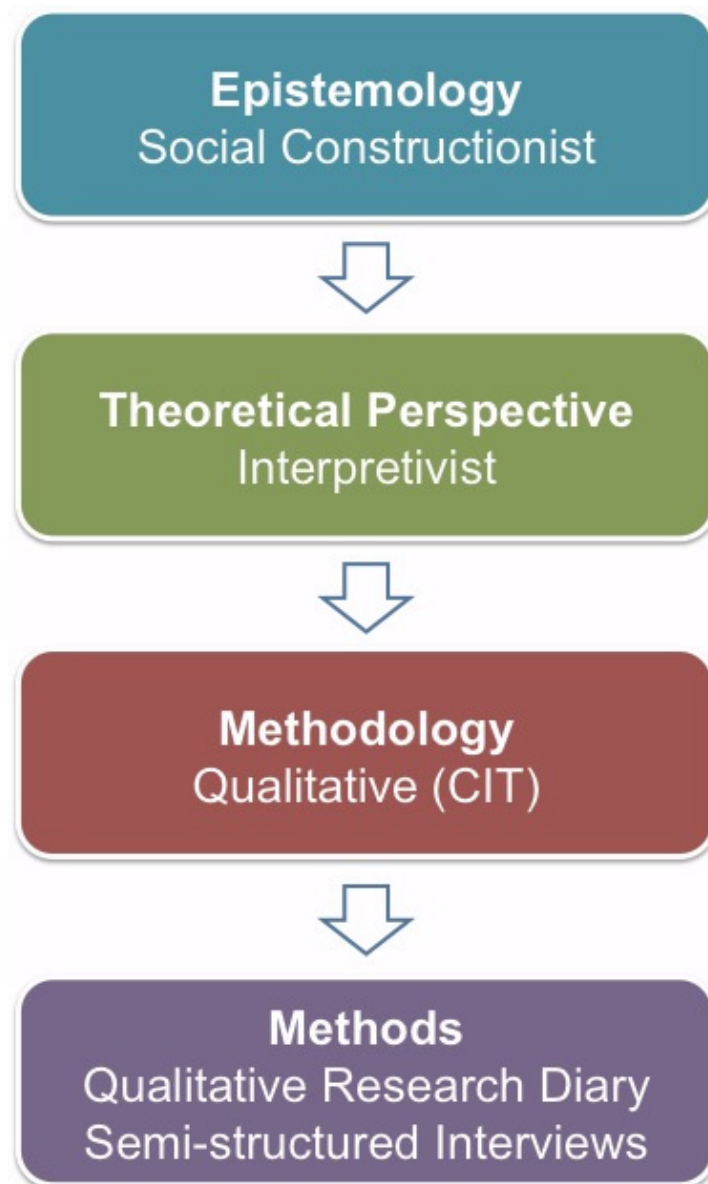 Epistemology
Social Constructionist
Theoretical Perspective
Interpretivist
Methodology
Qualitative (CIT)
Methods
Qualitative Research Diary
Semi-structured Interviews